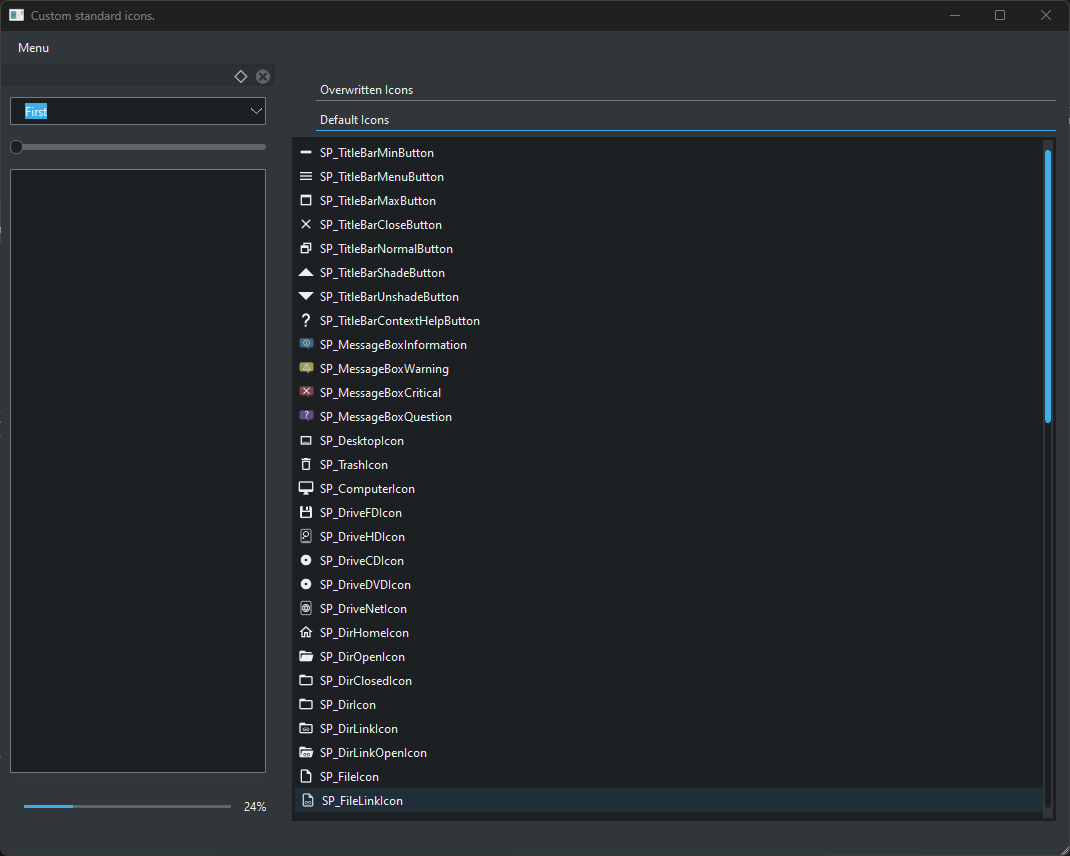 Custom standard icons.
Menu
First
24%
Overwritten Icons
Default Icons
SP_TitleBarMinButton
SP_TitleBarMenuButton
SP_TitleBarMaxButton
SP_TitleBarCloseButton
SP_TitleBarNormalButton
SP_TitleBarShadeButton
SP_TitleBarUnshadeButton
SP_TitleBarContextHelpButton
SP_MessageBoxInformation
SP_MessageBoxWarning
SP_MessageBoxCritical
SP_MessageBoxQuestion
SP_DesktopIcon
SP_TrashIcon
SP_ComputerIcon
SP_DriveFDIcon
SP_DriveHDIcon
SP_DriveCDIcon
SP_DriveDVDIcon
SP_DriveNetIcon
SP_DirHomeIcon
SP_DirOpenIcon
SP_DirClosedIcon
SP_DirIcon
SP_DirLinkIcon
SP_DirLinkOpenIcon
SP_FileIcon
SP_FileLinkIcon